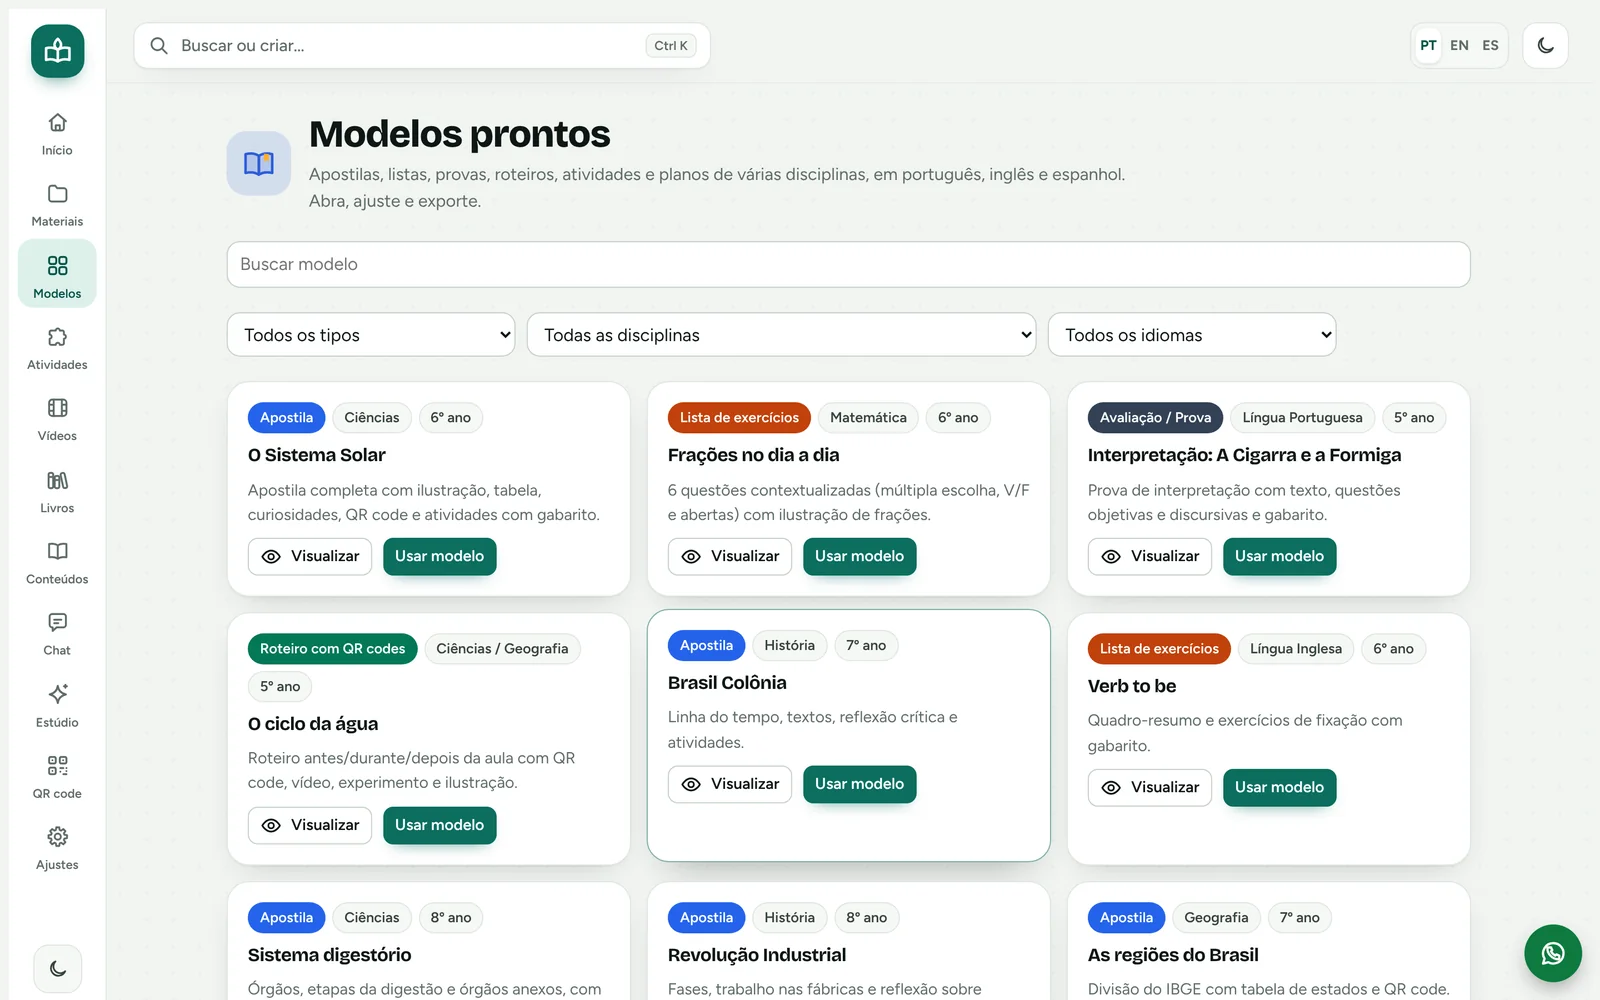 Buscar ou criar...
Ctrl K
PT EN ES
Início
Materiais
Modelos
Atividades
Vídeos
Livros
Conteúdos
Chat
Estúdio
QR code
Ajustes
Modelos prontos
Apostilas, listas, provas, roteiros, atividades e planos de várias disciplinas, em português, inglês e espanhol.
Abra, ajuste e exporte.
Buscar modelo
Todos os tipos
Todas as disciplinas
Todos os idiomas
Apostila Ciências 6º ano
O Sistema Solar
Apostila completa com ilustração, tabela,
curiosidades, QR code e atividades com gabarito.
Visualizar Usar modelo
Lista de exercícios Matemática 6º ano
Frações no dia a dia
6 questões contextualizadas (múltipla escolha, V/F
e abertas) com ilustração de frações.
Visualizar Usar modelo
Avaliação / Prova Língua Portuguesa 5º ano
Interpretação: A Cigarra e a Formiga
Prova de interpretação com texto, questões
objetivas e discursivas e gabarito.
Visualizar Usar modelo
Roteiro com QR codes Ciências / Geografia
5º ano
O ciclo da água
Roteiro antes/durante/depois da aula com QR
code, vídeo, experimento e ilustração.
Visualizar Usar modelo
Apostila História 7º ano
Brasil Colônia
Linha do tempo, textos, reflexão crítica e
atividades.
Visualizar Usar modelo
Lista de exercícios Língua Inglesa 6º ano
Verb to be
Quadro-resumo e exercícios de fixação com
gabarito.
Visualizar Usar modelo
Apostila Ciências 8º ano
Sistema digestório
Órgãos, etapas da digestão e órgãos anexos, com
Apostila História 8º ano
Revolução Industrial
Fases, trabalho nas fábricas e reflexão sobre
Apostila Geografia 7º ano
As regiões do Brasil
Divisão do IBGE com tabela de estados e QR code.